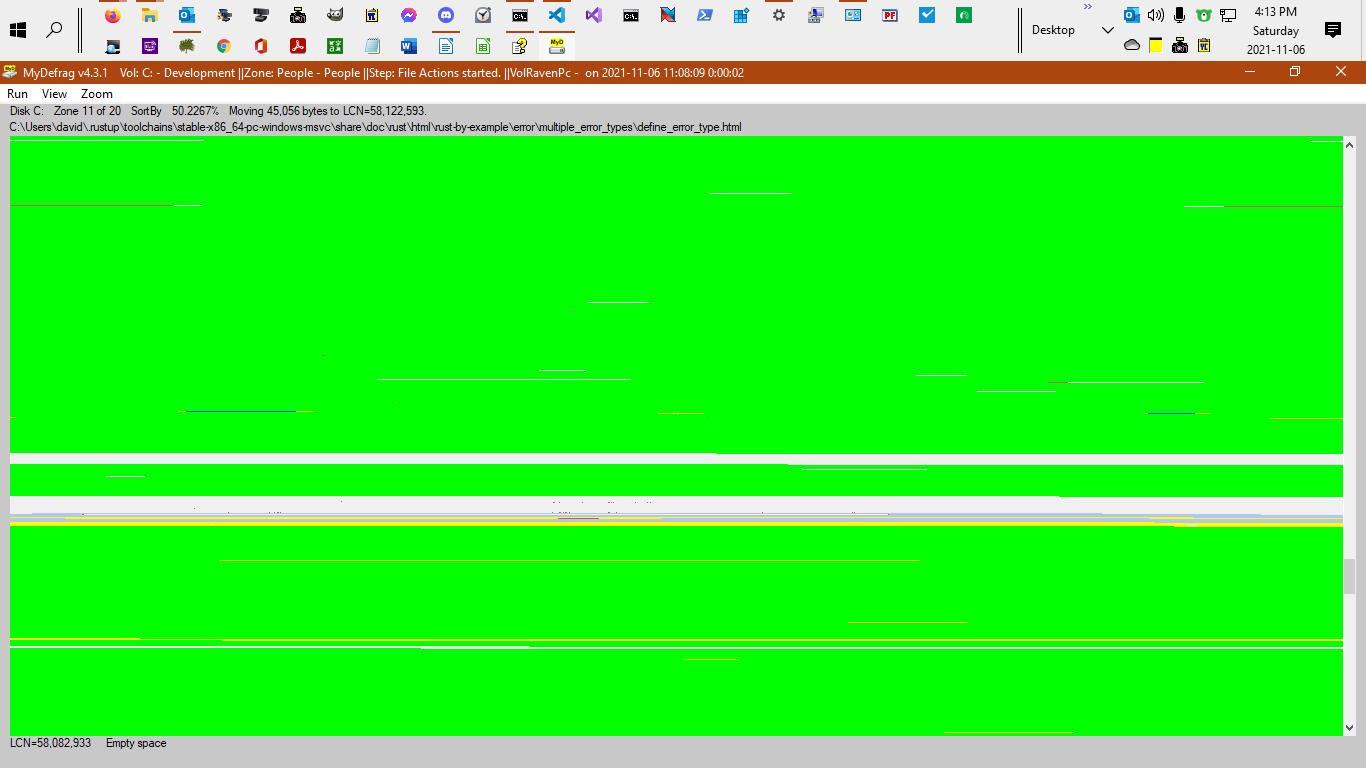 4:13 PM
Desktop
Saturday
2021-11-06
MyDefrag v4.3.1 Vol: C: - Development ||Zone: People - People ||Step: File Actions started. ||VolRavenPc - on 2021-11-06 11:08:09 0:00:02
Run View Zoom
Disk C: Zone 11 of 20 SortBy 50.2267% Moving 45,056 bytes to LCN=58,122,593.
C:\Users\david\.rustup\toolchains\stable-x86_64-pc-windows-msvc\share\doc\rust\html\rust-by-example\error\multiple_error_types\define_error_type.html
LCN=58,082,933 Empty space